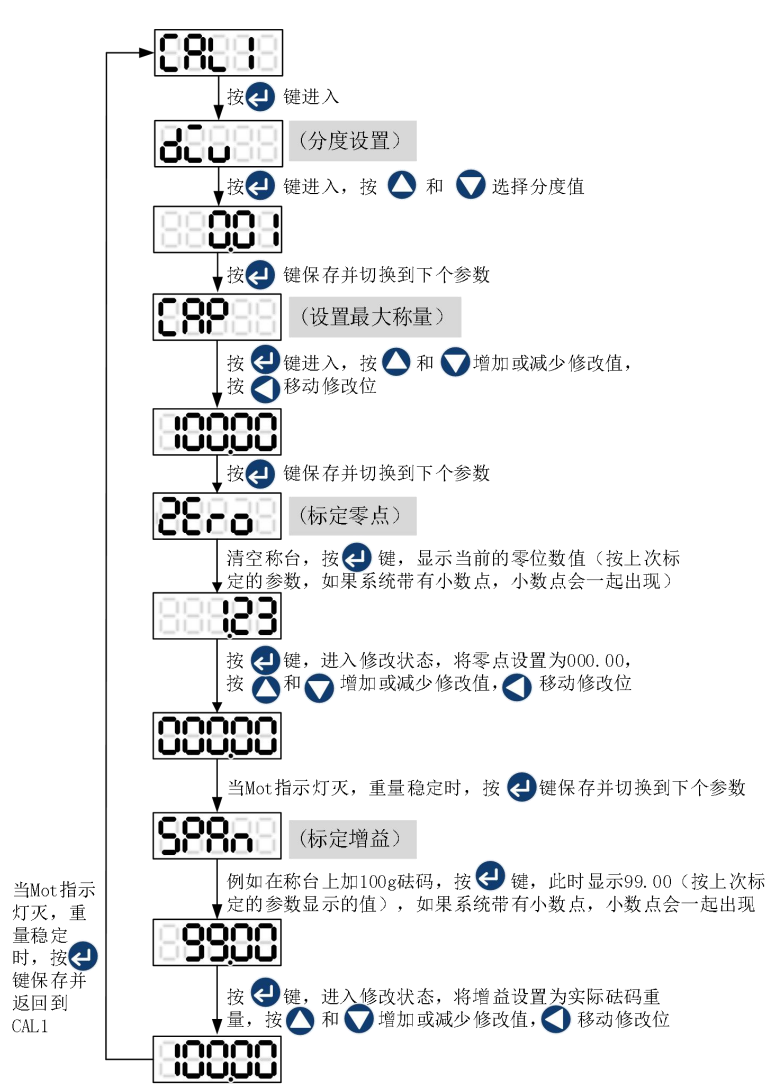 CAL1
按 键进入
div
(分度设置)
按 键进入，按 和 选择分度值
0.01
按 键保存并切换到下个参数
CAP
(设置最大称量)
按 键进入，按 和 增加或减少修改值，
按 移动修改位
100.00
按 键保存并切换到下个参数
ZEro
(标定零点)
清空称台，按 键，显示当前的零位数值（按上次标
定的参数，如果系统带有小数点，小数点会一起出现）
1.23
按 键，进入修改状态，将零点设置为000.00，
按 和 增加或减少修改值， 移动修改位
000.00
当Mot指示灯灭，重量稳定时，按 键保存并切换到下个参数
SPAn
(标定增益)
例如在称台上加100g砝码，按 键，此时显示99.00（按上次标
定的参数显示的值），如果系统带有小数点，小数点会一起出现
99.00
按 键，进入修改状态，将增益设置为实际砝码重
量，按 和 增加或减少修改值， 移动修改位
100.00
当Mot指示
灯灭，重
量稳定
时，按
键保存并
返回到
CAL1